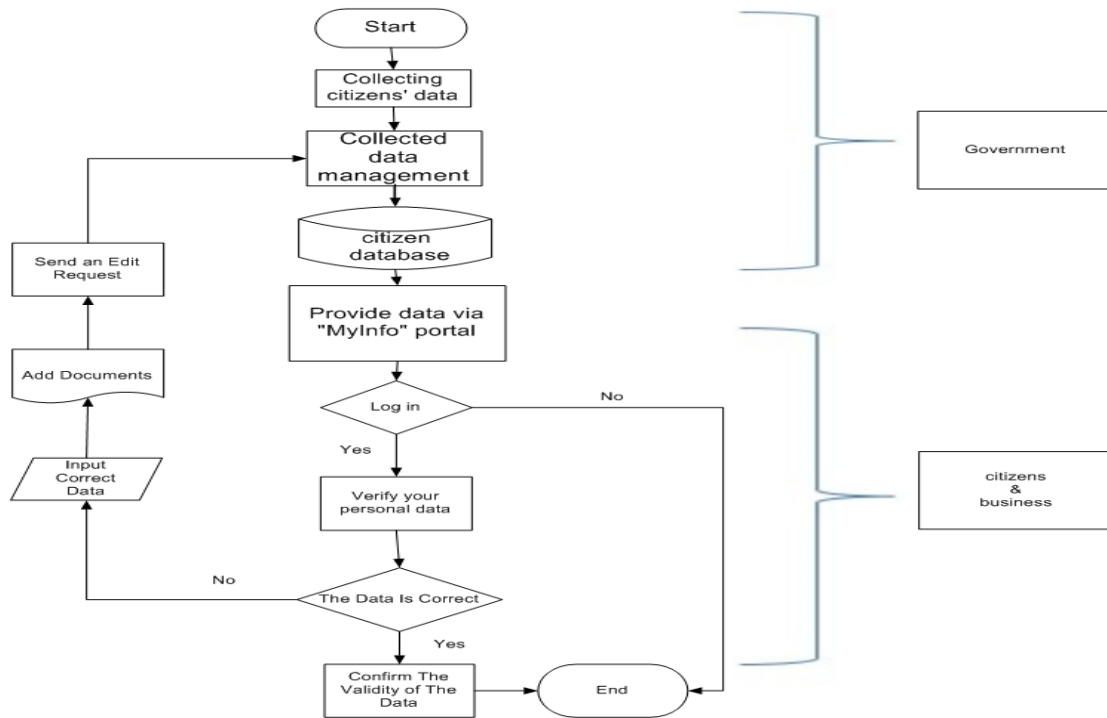 Start
Collecting
citizens' data
Collected
data
management
citizen
database
Provide data via
"MyInfo" portal
Log in
No
Yes
Verify your
personal data
The Data Is Correct
No
Yes
Confirm The
Validity of The
Data
End
Input
Correct
Data
Add Documents
Send an Edit
Request
Government
citizens
&
business